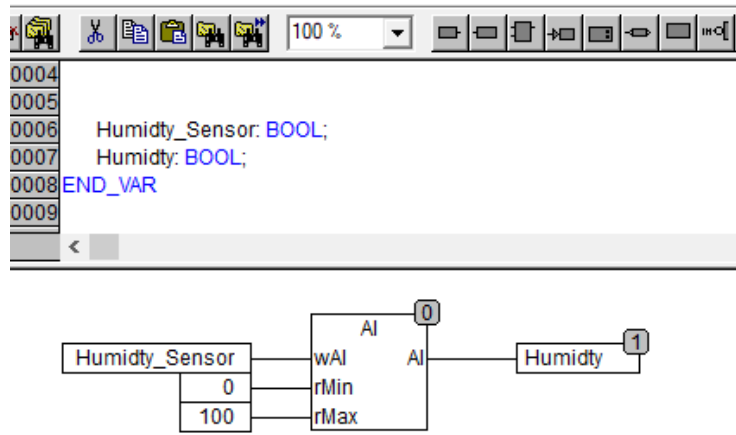 100 %
0004
0005
0006 Humidty_Sensor: BOOL;
0007 Humidty: BOOL;
0008 END_VAR
0009
0
AI
1
Humidty_Sensor wAI AI Humidty
0 rMin
100 rMax